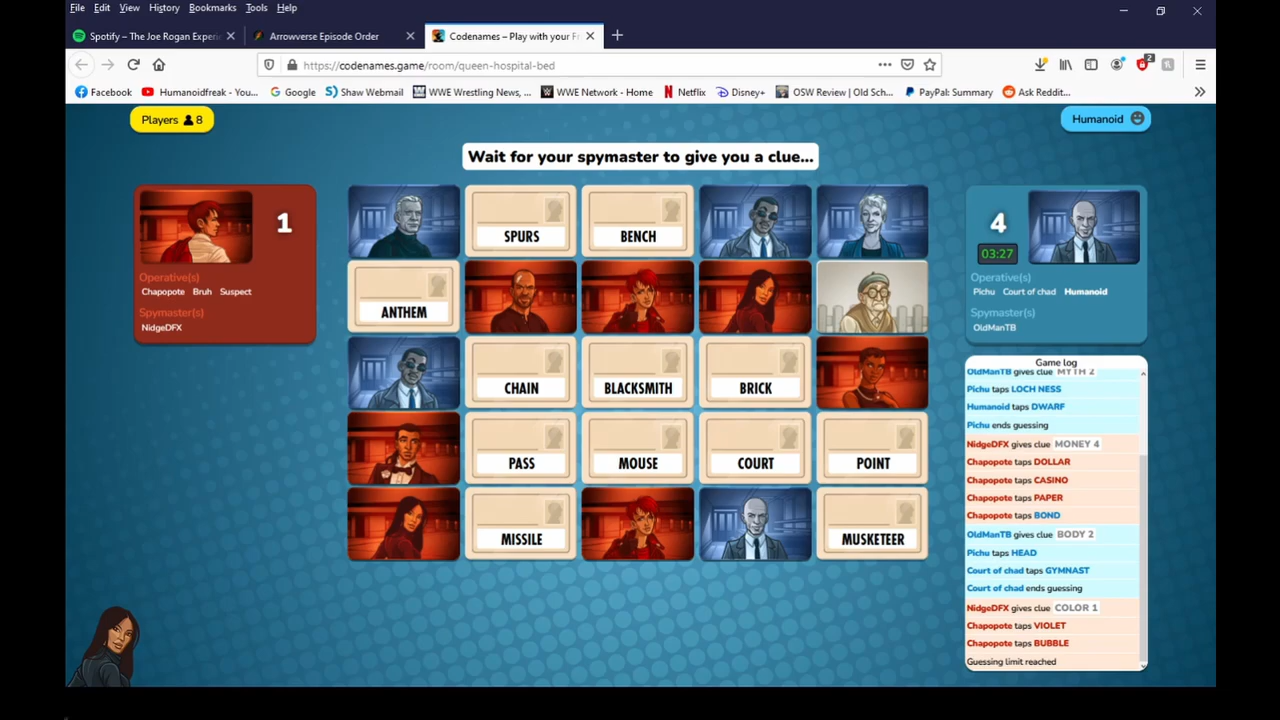 File Edit View History Bookmarks Tools Help
Spotify – The Joe Rogan Experie
Arrowverse Episode Order
Codenames – Play with your Fr
https://codenames.game/room/queen-hospital-bed
2
Facebook
Humanoidfreak - You...
Google
Shaw Webmail
WWE Wrestling News, ...
WWE Network - Home
Netflix
Disney+
OSW Review | Old Sch...
PayPal: Summary
Ask Reddit...
Players 8
Humanoid
Wait for your spymaster to give you a clue...
1
Operative(s)
Chapopote Bruh Suspect
Spymaster(s)
NidgeDFX
SPURS
BENCH
ANTHEM
CHAIN
BLACKSMITH
BRICK
PASS
MOUSE
COURT
POINT
MISSILE
MUSKETEER
4
03:27
Operative(s)
Pichu Court of chad Humanoid
Spymaster(s)
OldManTB
Game log
OldManTB gives clue MYTH 2
Pichu taps LOCH NESS
Humanoid taps DWARF
Pichu ends guessing
NidgeDFX gives clue MONEY 4
Chapopote taps DOLLAR
Chapopote taps CASINO
Chapopote taps PAPER
Chapopote taps BOND
OldManTB gives clue BODY 2
Pichu taps HEAD
Court of chad taps GYMNAST
Court of chad ends guessing
NidgeDFX gives clue COLOR 1
Chapopote taps VIOLET
Chapopote taps BUBBLE
Guessing limit reached